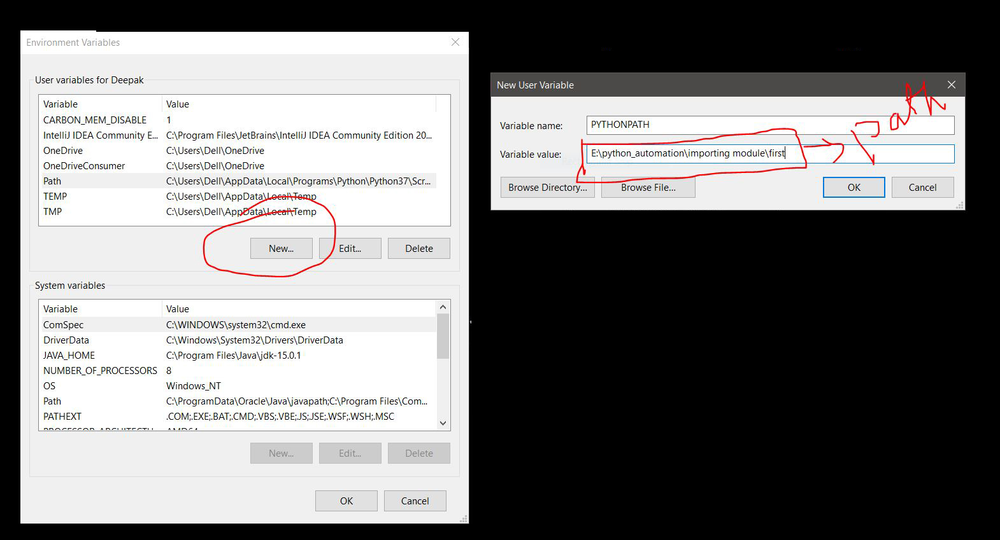 Environment Variables
User variables for Deepak
Variable Value
CARBON_MEM_DISABLE 1
IntelliJ IDEA Community E... C:\Program Files\JetBrains\IntelliJ IDEA Community Edition 20...
OneDrive C:\Users\Dell\OneDrive
OneDriveConsumer C:\Users\Dell\OneDrive
Path C:\Users\Dell\AppData\Local\Programs\Python\Python37\Scr...
TEMP C:\Users\Dell\AppData\Local\Temp
TMP C:\Users\Dell\AppData\Local\Temp
New... Edit... Delete
System variables
Variable Value
ComSpec C:\WINDOWS\system32\cmd.exe
DriverData C:\Windows\System32\Drivers\DriverData
JAVA_HOME C:\Program Files\Java\jdk-15.0.1
NUMBER_OF_PROCESSORS 8
OS Windows_NT
Path C:\ProgramData\Oracle\Java\javapath;C:\Program Files\Com...
PATHEXT .COM;.EXE;.BAT;.CMD;.VBS;.VBE;.JS;.JSE;.WSF;.WSH;.MSC
New... Edit... Delete
OK Cancel
New User Variable
Variable name: PYTHONPATH
Variable value: E:\python_automation\importing module\first
Path
Browse Directory... Browse File... OK Cancel